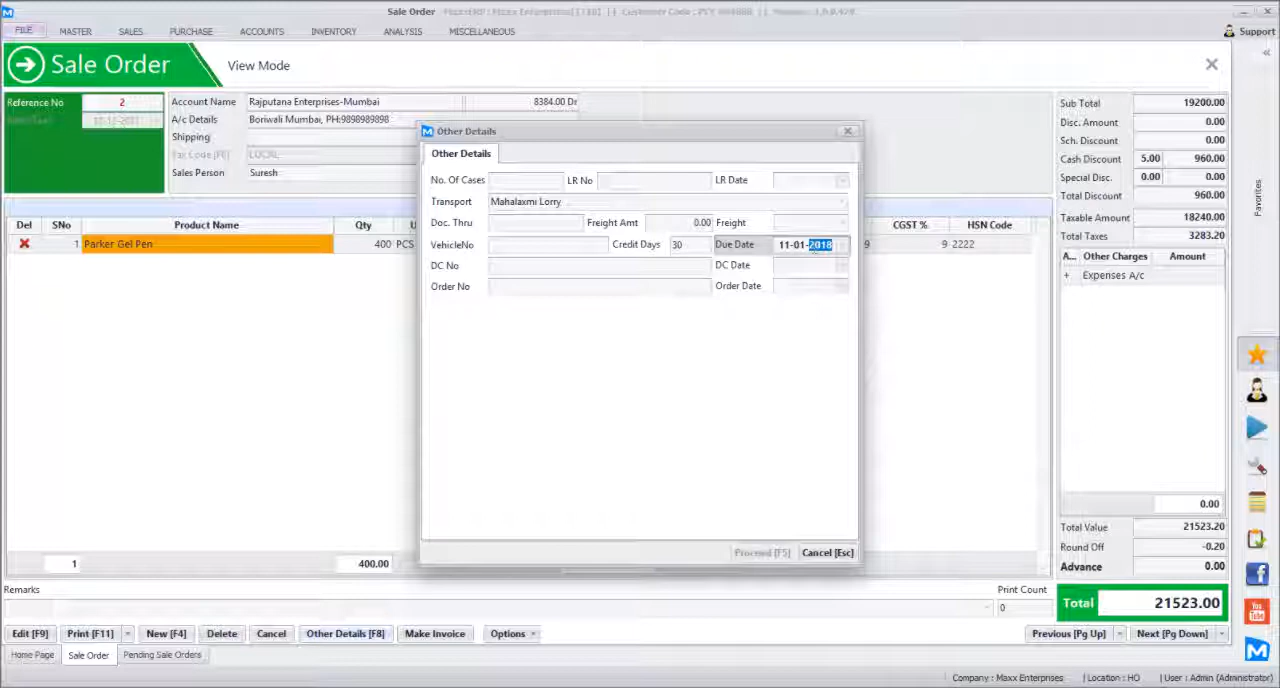 Sale Order
FILE MASTER SALES PURCHASE ACCOUNTS INVENTORY ANALYSIS MISCELLANEOUS Support
Sale Order View Mode
Reference No 2
Account Name Rajputana Enterprises-Mumbai 8384.00 Dr
A/c Details Boriwali Mumbai, PH:9898989898
Shipping
Tax Code [F6] LOCAL
Sales Person Suresh
Sub Total 19200.00
Disc. Amount 0.00
Sch. Discount 0.00
Cash Discount 5.00 960.00
Special Disc. 0.00 0.00
Total Discount 960.00
Taxable Amount 18240.00
Total Taxes 3283.20
Favorites
Del SNo Product Name Qty U CGST % HSN Code
1 Parker Gel Pen 400 PCS 9 9 2222
A... Other Charges Amount
+ Expenses A/c
0.00
Other Details
Other Details
No. Of Cases LR No LR Date
Transport Mahalaxmi Lorry
Doc. Thru Freight Amt 0.00 Freight
VehicleNo Credit Days 30 Due Date 11-01-2018
DC No DC Date
Order No Order Date
Proceed [F5] Cancel [Esc]
1 400.00
Total Value 21523.20
Round Off -0.20
Advance 0.00
Remarks Print Count
0
Total 21523.00
Edit [F9] Print [F11] New [F4] Delete Cancel Other Details [F8] Make Invoice Options Previous [Pg Up] Next [Pg Down]
Home Page Sale Order Pending Sale Orders
Company : Maxx Enterprises | Location : HO | User : Admin (Administrator)
You
Tube